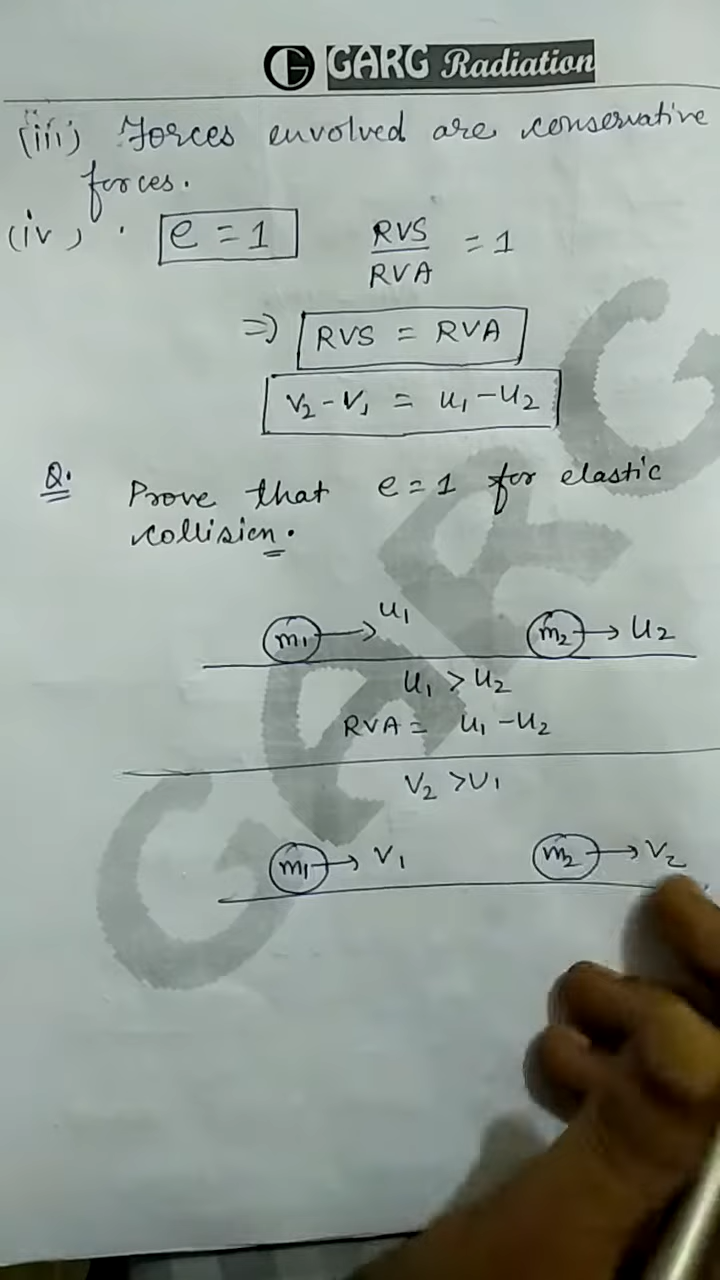 G GARG Radiation
(iii) Forces envolved are conservative
forces.
(iv) . e = 1 RVS/RVA = 1
=> RVS = RVA
V₂ - V₁ = u₁ - u₂
Q. Prove that e = 1 for elastic
collision.
m₁ → u₁ m₂ → u₂
u₁ > u₂
RVA = u₁ - u₂
V₂ > V₁
m₁ → V₁ m₂ → V₂
GARG